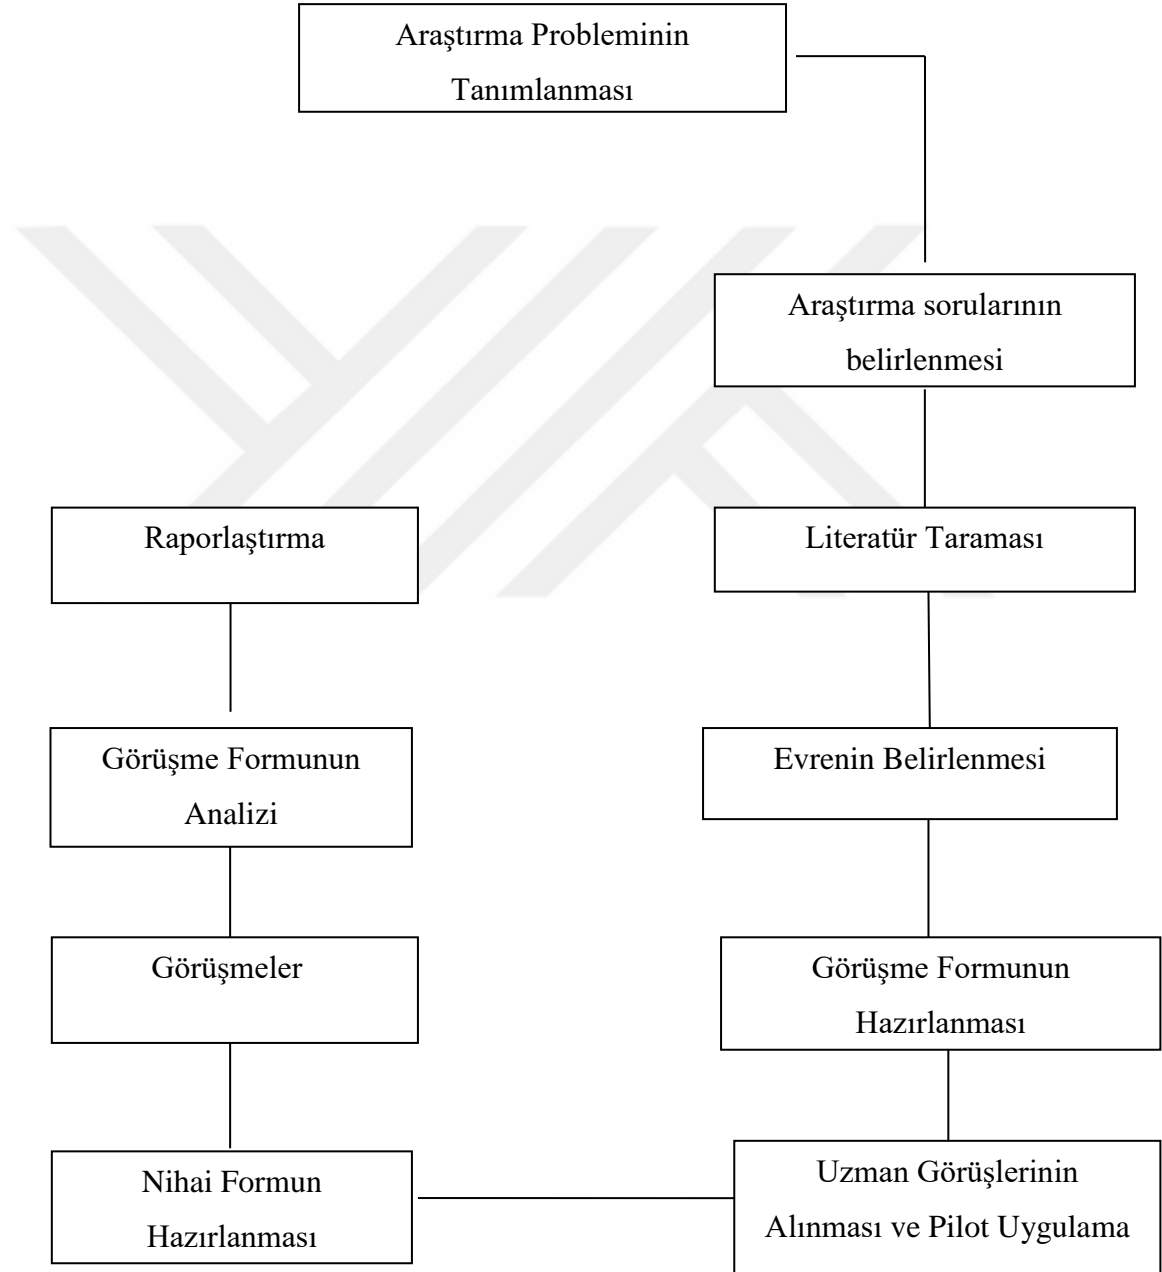 Araştırma Probleminin
Tanımlanması
Araştırma sorularının
belirlenmesi
Raporlaştırma
Literatür Taraması
Görüşme Formunun
Analizi
Evrenin Belirlenmesi
Görüşmeler
Görüşme Formunun
Hazırlanması
Nihai Formun
Hazırlanması
Uzman Görüşlerinin
Alınması ve Pilot Uygulama